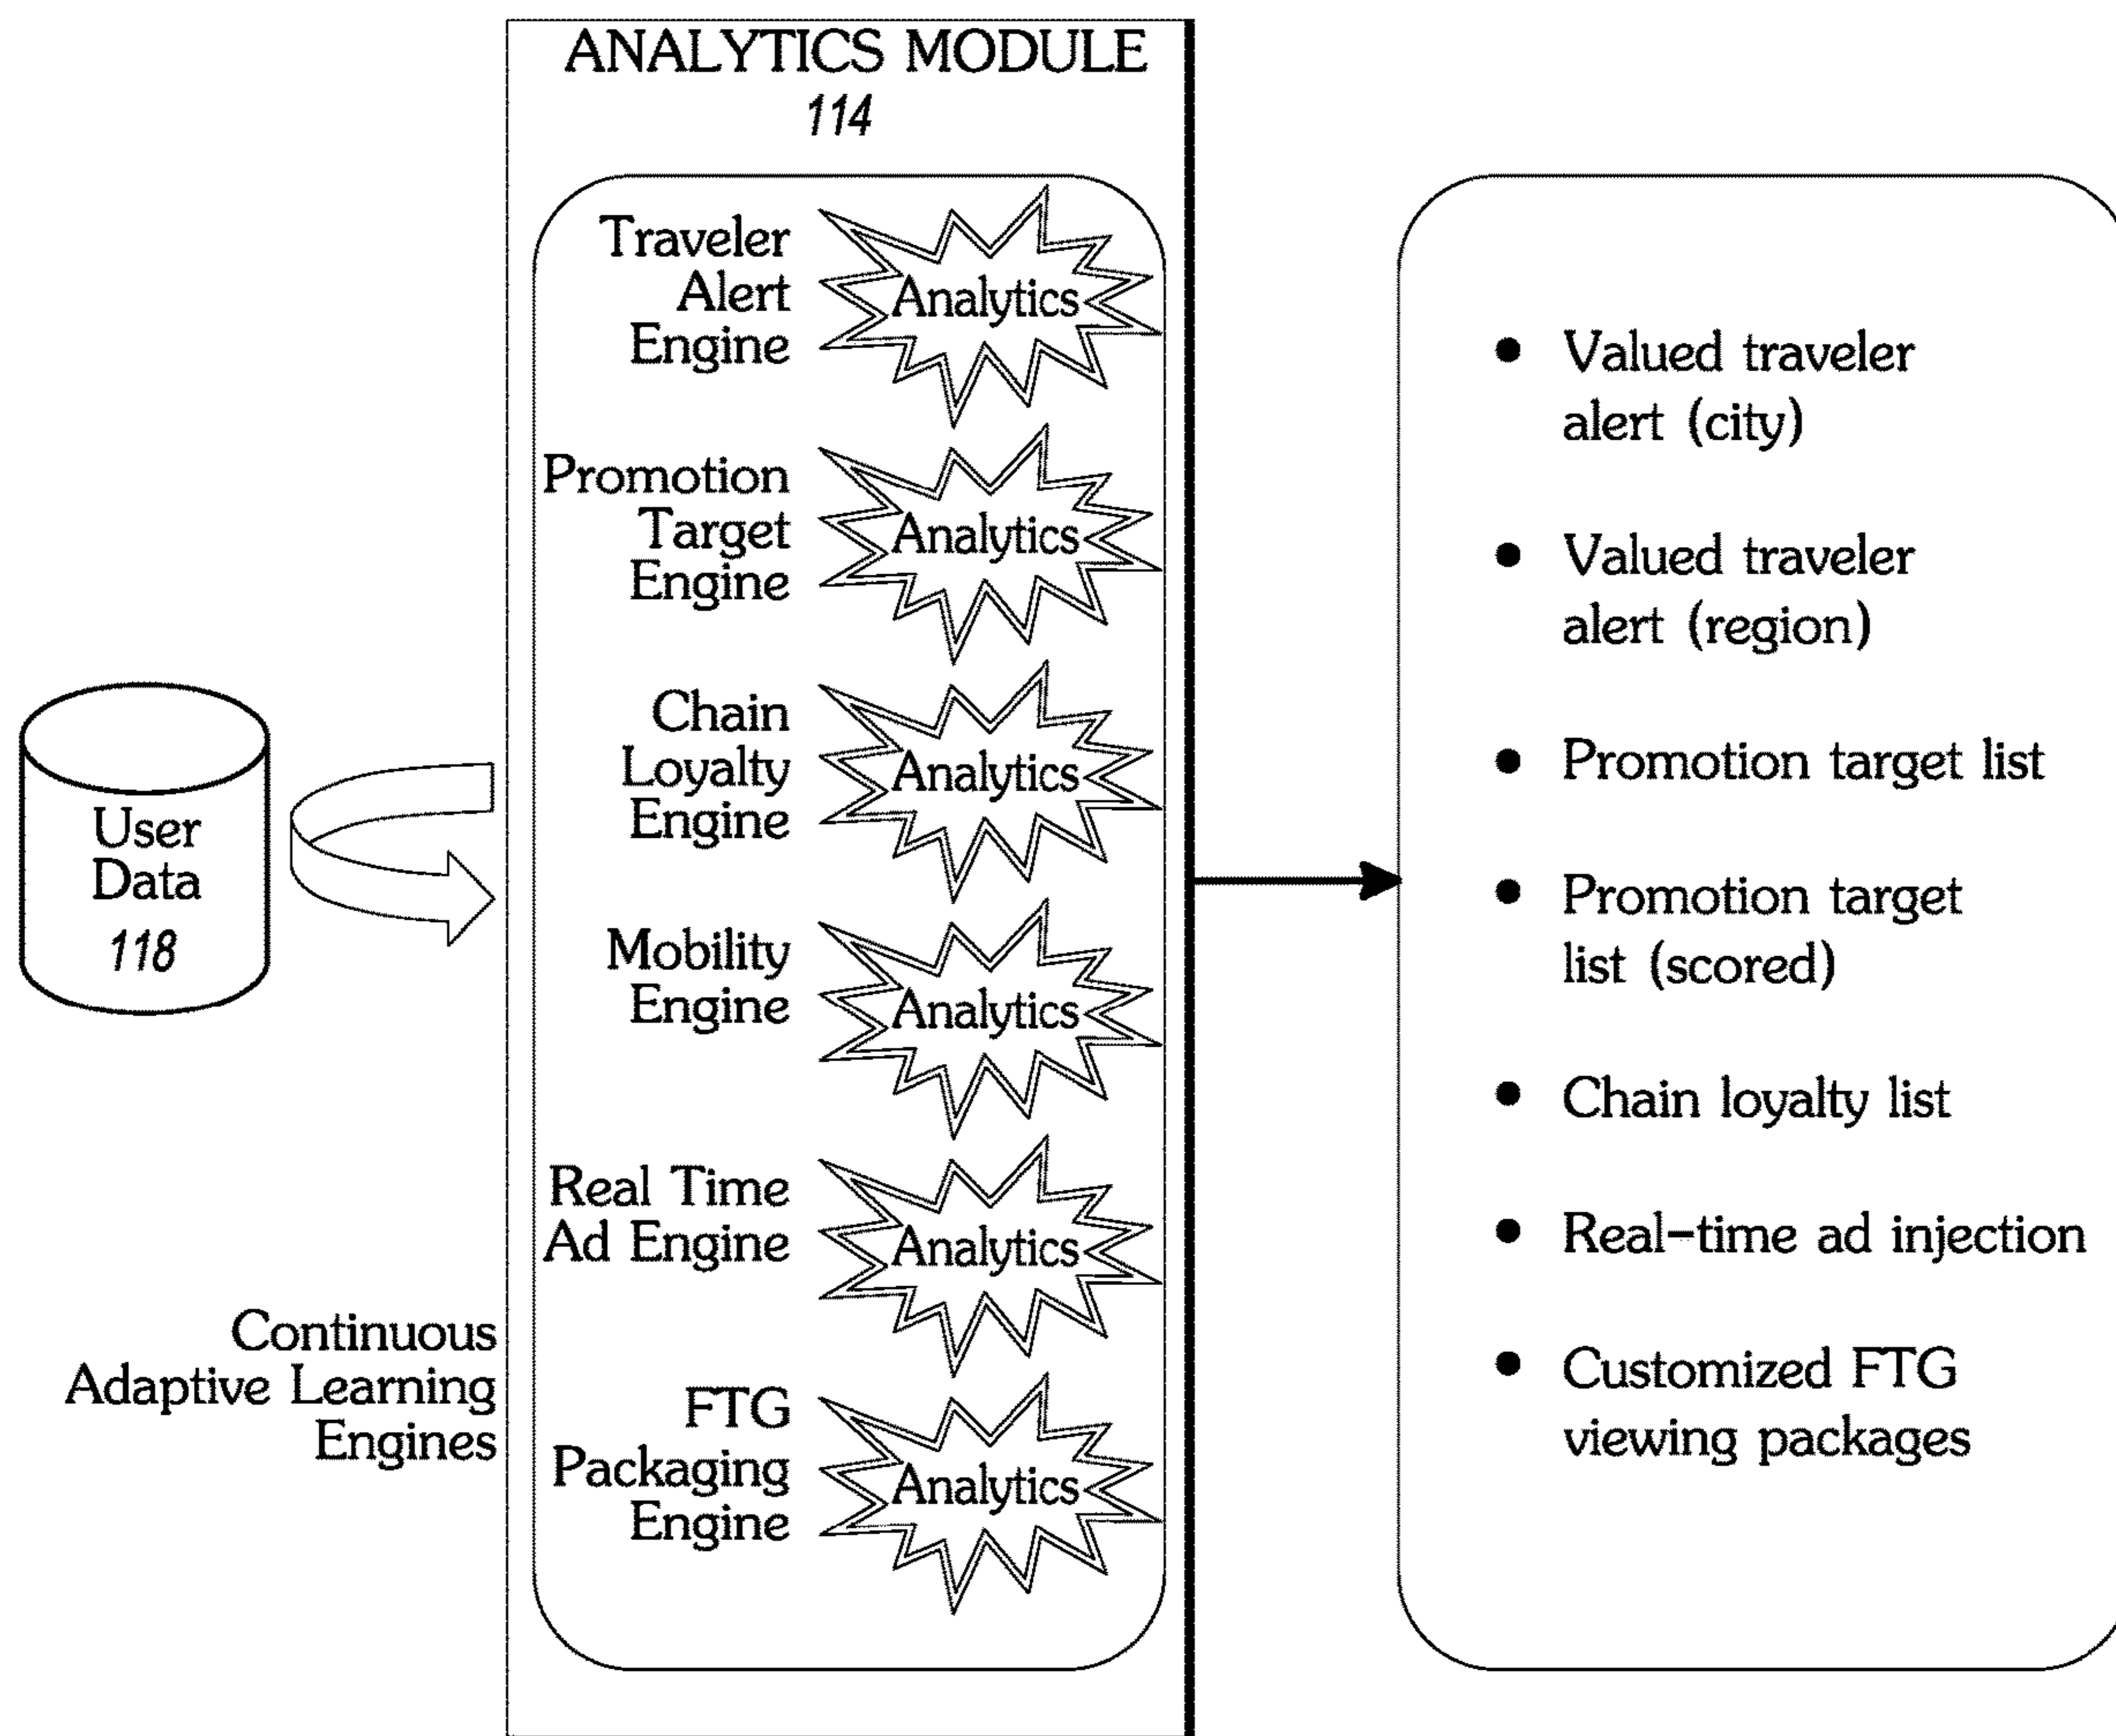 ANALYTICS MODULE
114
Traveler
Alert
Engine
Analytics
Promotion
Target
Engine
Analytics
Chain
Loyalty
Engine
Analytics
Mobility
Engine
Analytics
Real Time
Ad Engine
Analytics
FTG
Packaging
Engine
Analytics
User
Data
118
Continuous
Adaptive Learning
Engines
• Valued traveler
alert (city)
• Valued traveler
alert (region)
• Promotion target list
• Promotion target
list (scored)
• Chain loyalty list
• Real-time ad injection
• Customized FTG
viewing packages